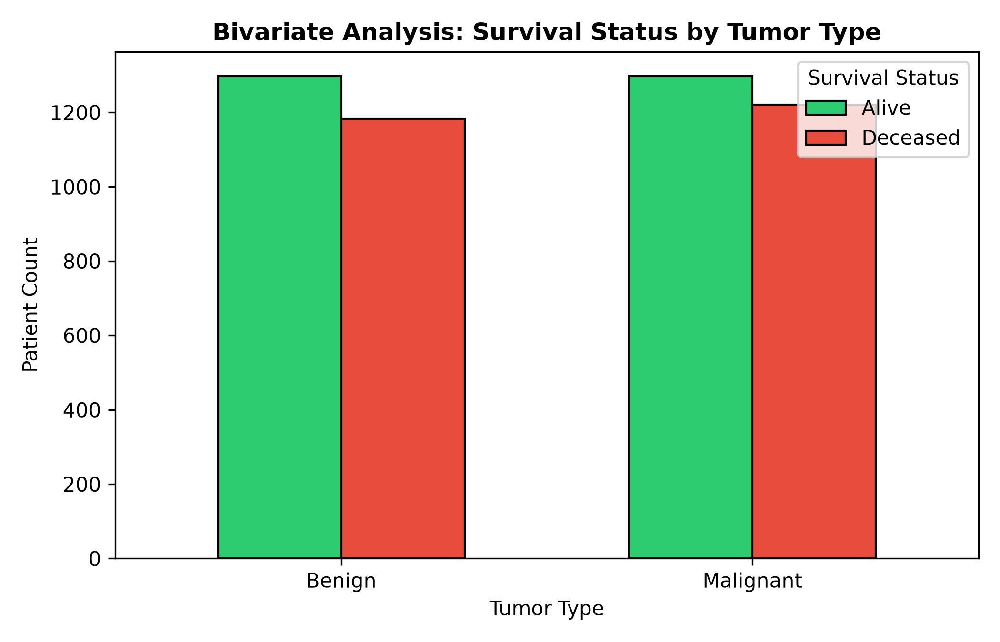 Bivariate Analysis: Survival Status by Tumor Type
Survival Status
Alive
Deceased
1200
1000
800
600
400
200
0
Patient Count
Benign
Malignant
Tumor Type